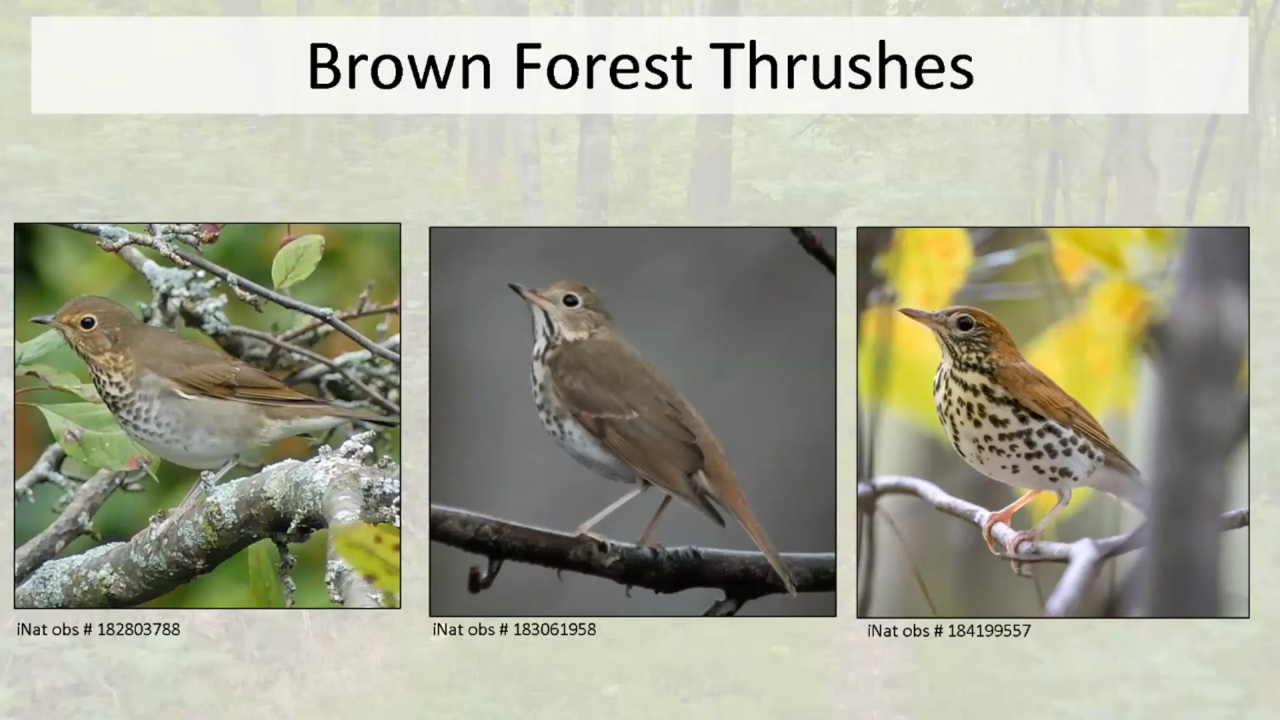 Brown Forest Thrushes
iNat obs # 182803788
iNat obs # 183061958
iNat obs # 184199557